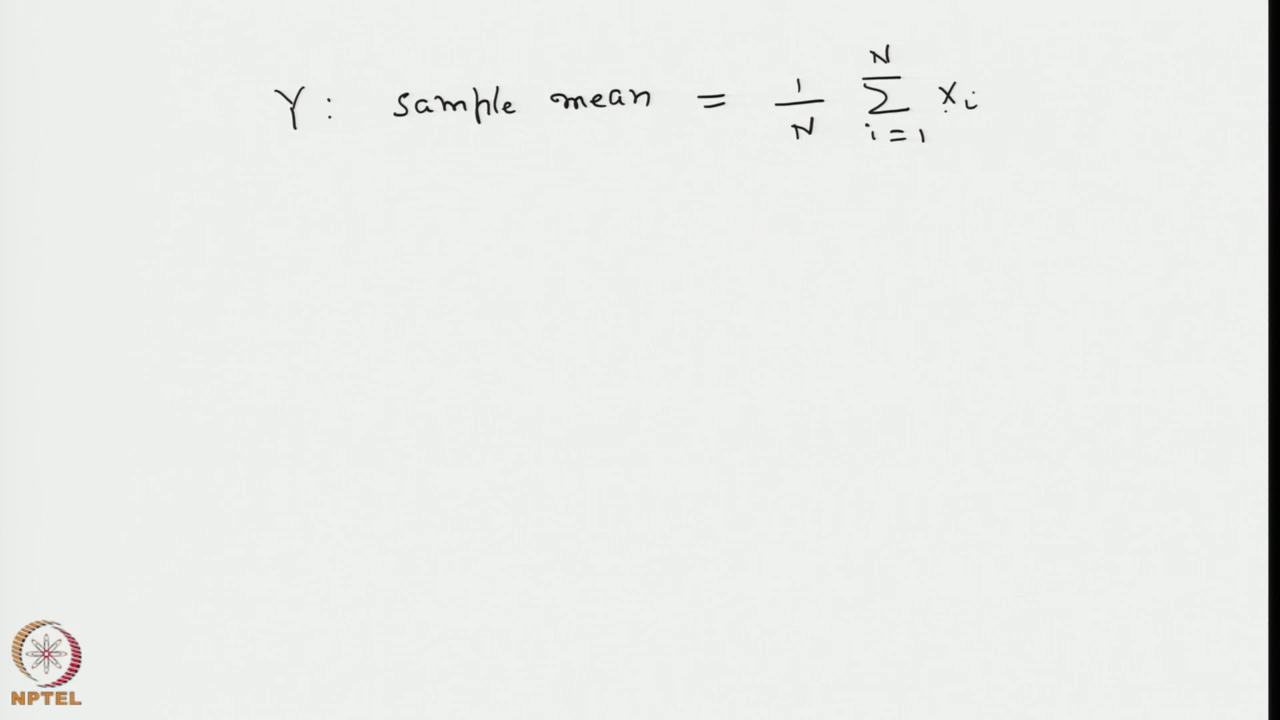 Y : sample mean = 1/N ∑_{i=1}^{N} x_i
NPTEL